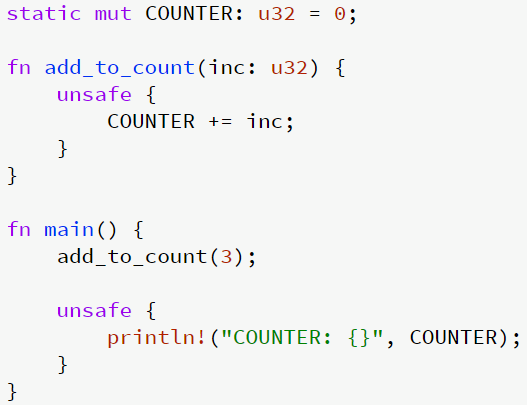 static mut COUNTER: u32 = 0;

fn add_to_count(inc: u32) {
    unsafe {
        COUNTER += inc;
    }
}

fn main() {
    add_to_count(3);

    unsafe {
        println!("COUNTER: {}", COUNTER);
    }
}